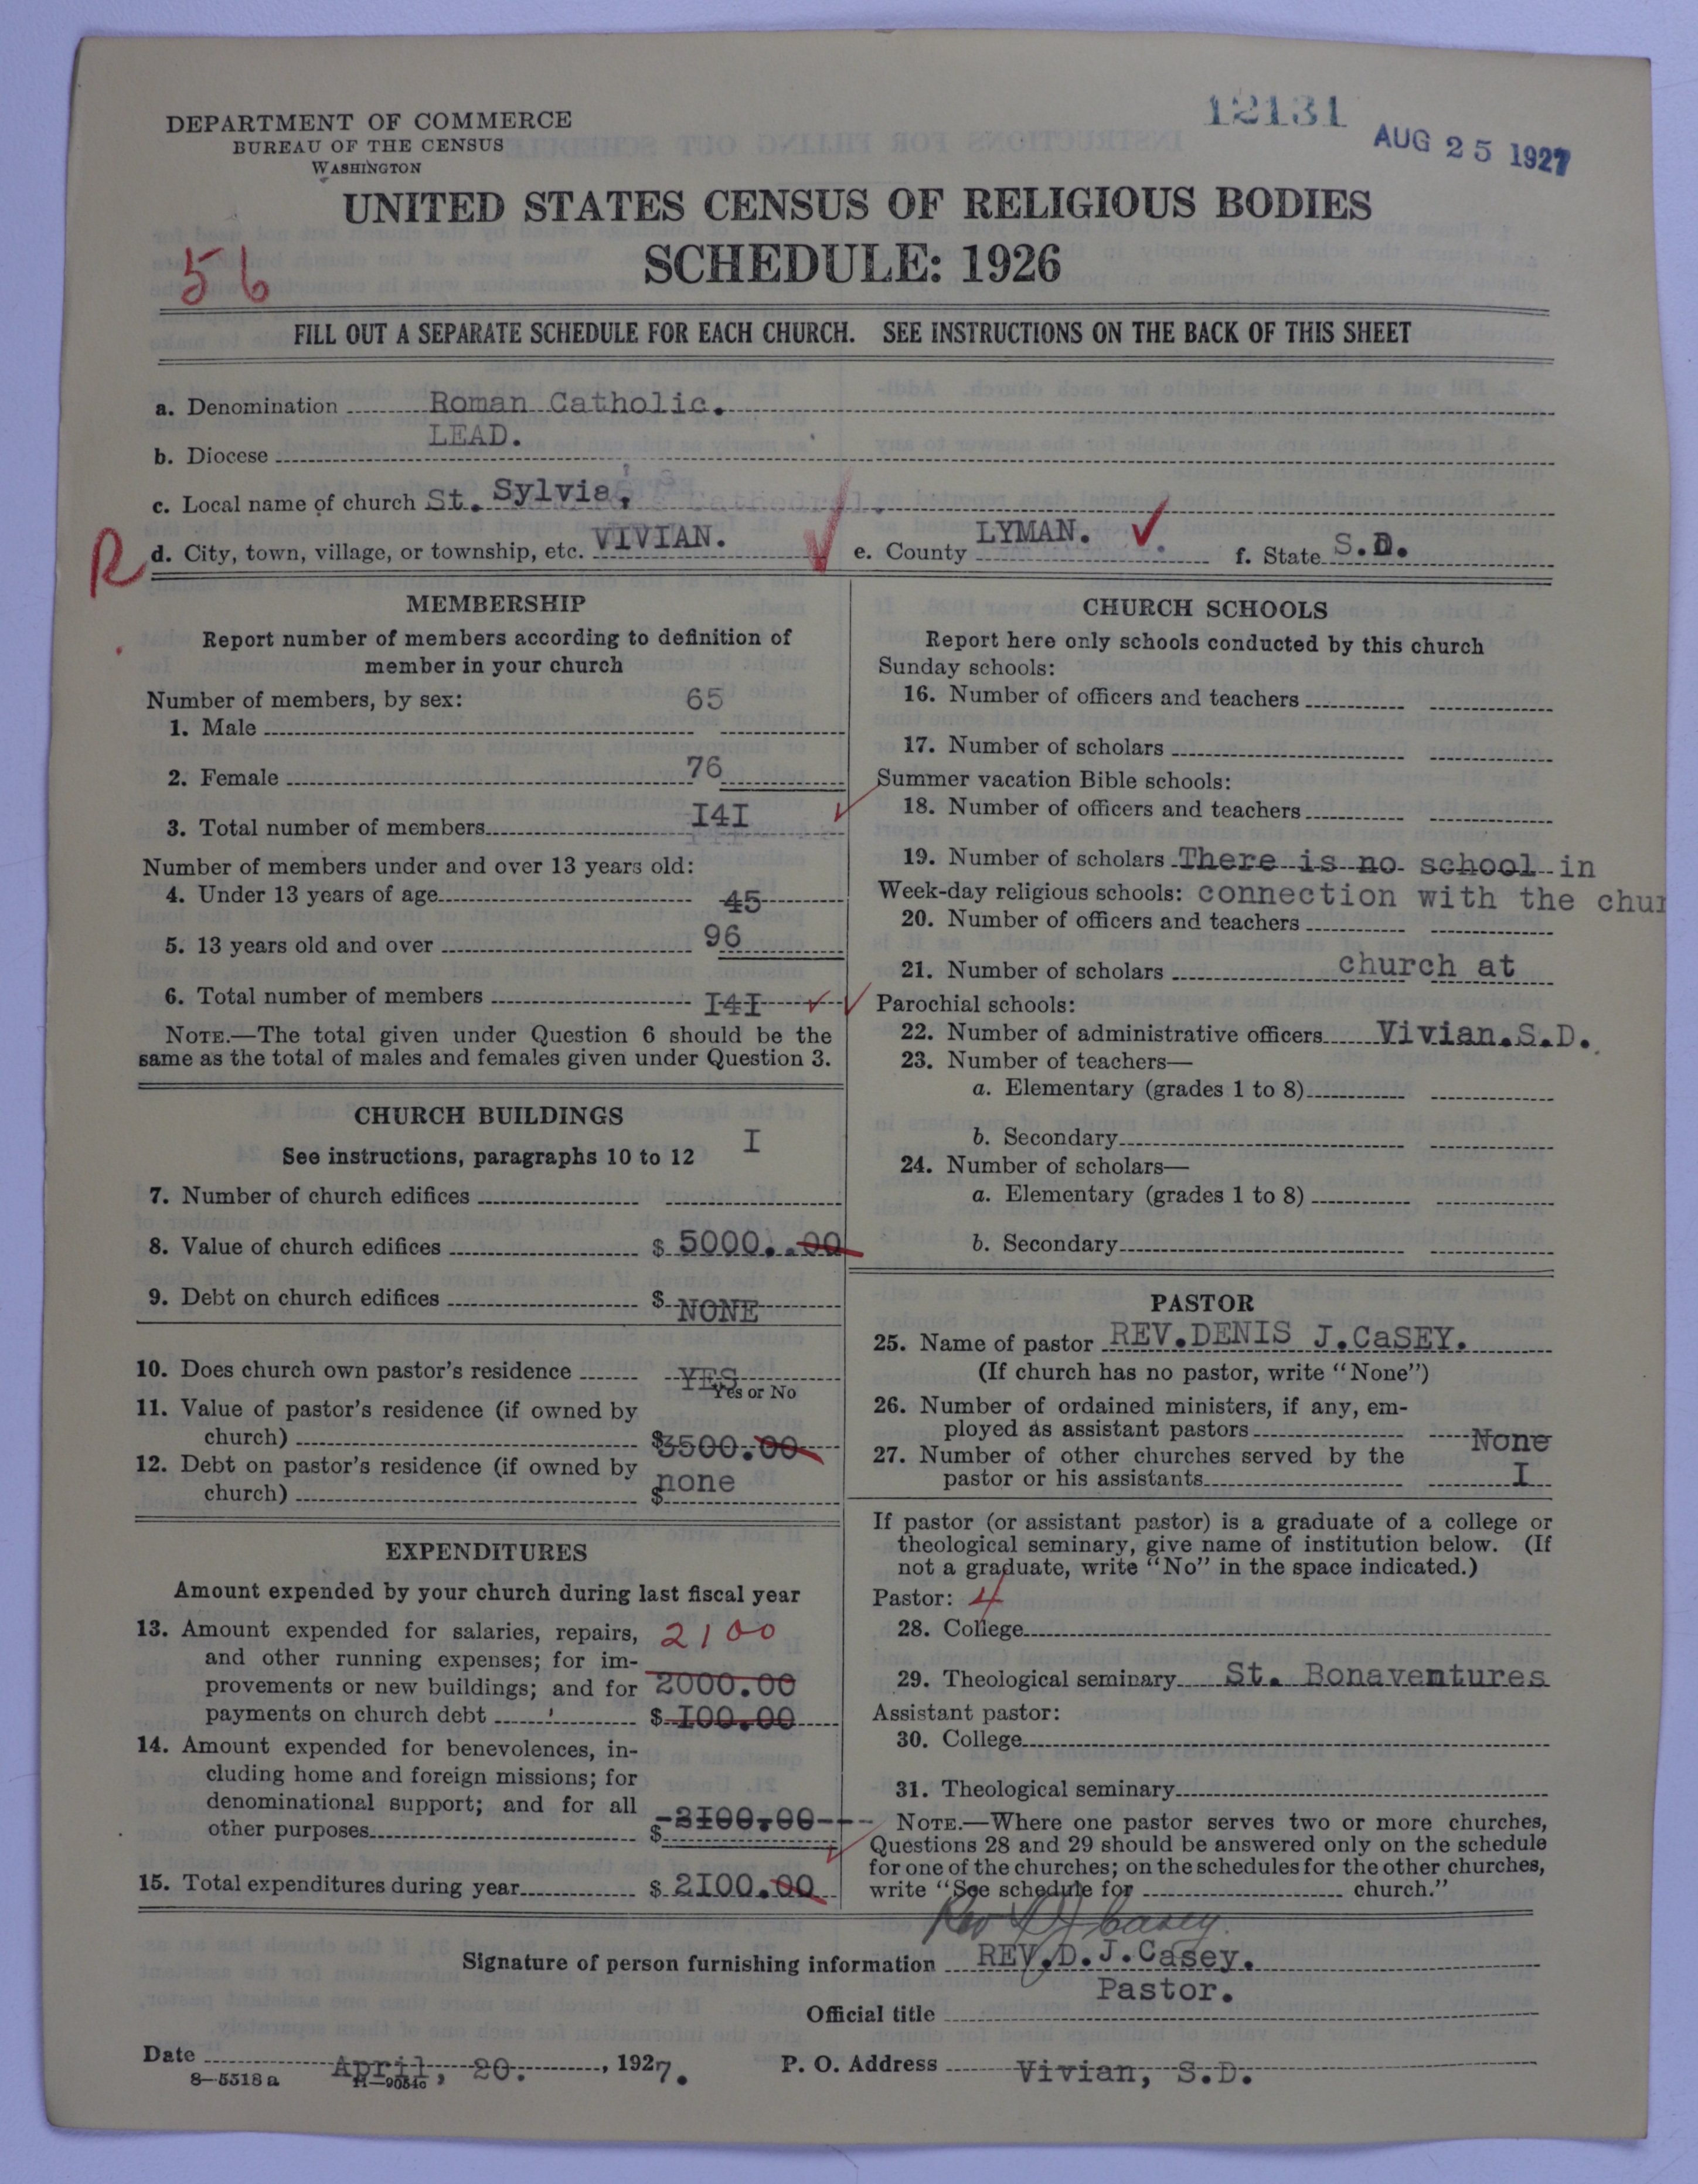 DEPARTMENT OF COMMERCE
BUREAU OF THE CENSUS
WASHINGTON
12131
AUG 25 1927
UNITED STATES CENSUS OF RELIGIOUS BODIES
SCHEDULE: 1926
56
FILL OUT A SEPARATE SCHEDULE FOR EACH CHURCH. SEE INSTRUCTIONS ON THE BACK OF THIS SHEET
a. Denomination Roman Catholic.
b. Diocese LEAD.
c. Local name of church St. Sylvia,
R d. City, town, village, or township, etc. VIVIAN. e. County LYMAN. f. State S.D.
MEMBERSHIP
Report number of members according to definition of
member in your church
Number of members, by sex:
1. Male 65
2. Female 76
3. Total number of members I4I
Number of members under and over 13 years old:
4. Under 13 years of age 45
5. 13 years old and over 96
6. Total number of members I4I
NOTE.—The total given under Question 6 should be the
same as the total of males and females given under Question 3.
CHURCH BUILDINGS
See instructions, paragraphs 10 to 12
7. Number of church edifices I
8. Value of church edifices $ 5000..00
9. Debt on church edifices $ NONE
10. Does church own pastor's residence YES
Yes or No
11. Value of pastor's residence (if owned by
church) $ 3500.00
12. Debt on pastor's residence (if owned by
church) $ none
EXPENDITURES
Amount expended by your church during last fiscal year
13. Amount expended for salaries, repairs, 2100
and other running expenses; for im-
provements or new buildings; and for 2000.00
payments on church debt $ I00.00
14. Amount expended for benevolences, in-
cluding home and foreign missions; for
denominational support; and for all
other purposes $ 2I00.00
15. Total expenditures during year $ 2I00.00
CHURCH SCHOOLS
Report here only schools conducted by this church
Sunday schools:
16. Number of officers and teachers
17. Number of scholars
Summer vacation Bible schools:
18. Number of officers and teachers
19. Number of scholars There is no school in
Week-day religious schools: connection with the chur
20. Number of officers and teachers
21. Number of scholars church at
Parochial schools:
22. Number of administrative officers Vivian.S.D.
23. Number of teachers—
a. Elementary (grades 1 to 8)
b. Secondary
24. Number of scholars—
a. Elementary (grades 1 to 8)
b. Secondary
PASTOR
25. Name of pastor REV.DENIS J.CaSEY.
(If church has no pastor, write "None")
26. Number of ordained ministers, if any, em-
ployed as assistant pastors None
27. Number of other churches served by the
pastor or his assistants I
If pastor (or assistant pastor) is a graduate of a college or
theological seminary, give name of institution below. (If
not a graduate, write "No" in the space indicated.)
Pastor: 4
28. College
29. Theological seminary St. Bonaventures
Assistant pastor:
30. College
31. Theological seminary
NOTE.—Where one pastor serves two or more churches,
Questions 28 and 29 should be answered only on the schedule
for one of the churches; on the schedules for the other churches,
write "See schedule for church."
Rev D J Casey.
Signature of person furnishing information REV.D.J.Casey.
Official title Pastor.
Date April, 20. , 1927. P. O. Address Vivian, S.D.
8—5518 a 11—9054c